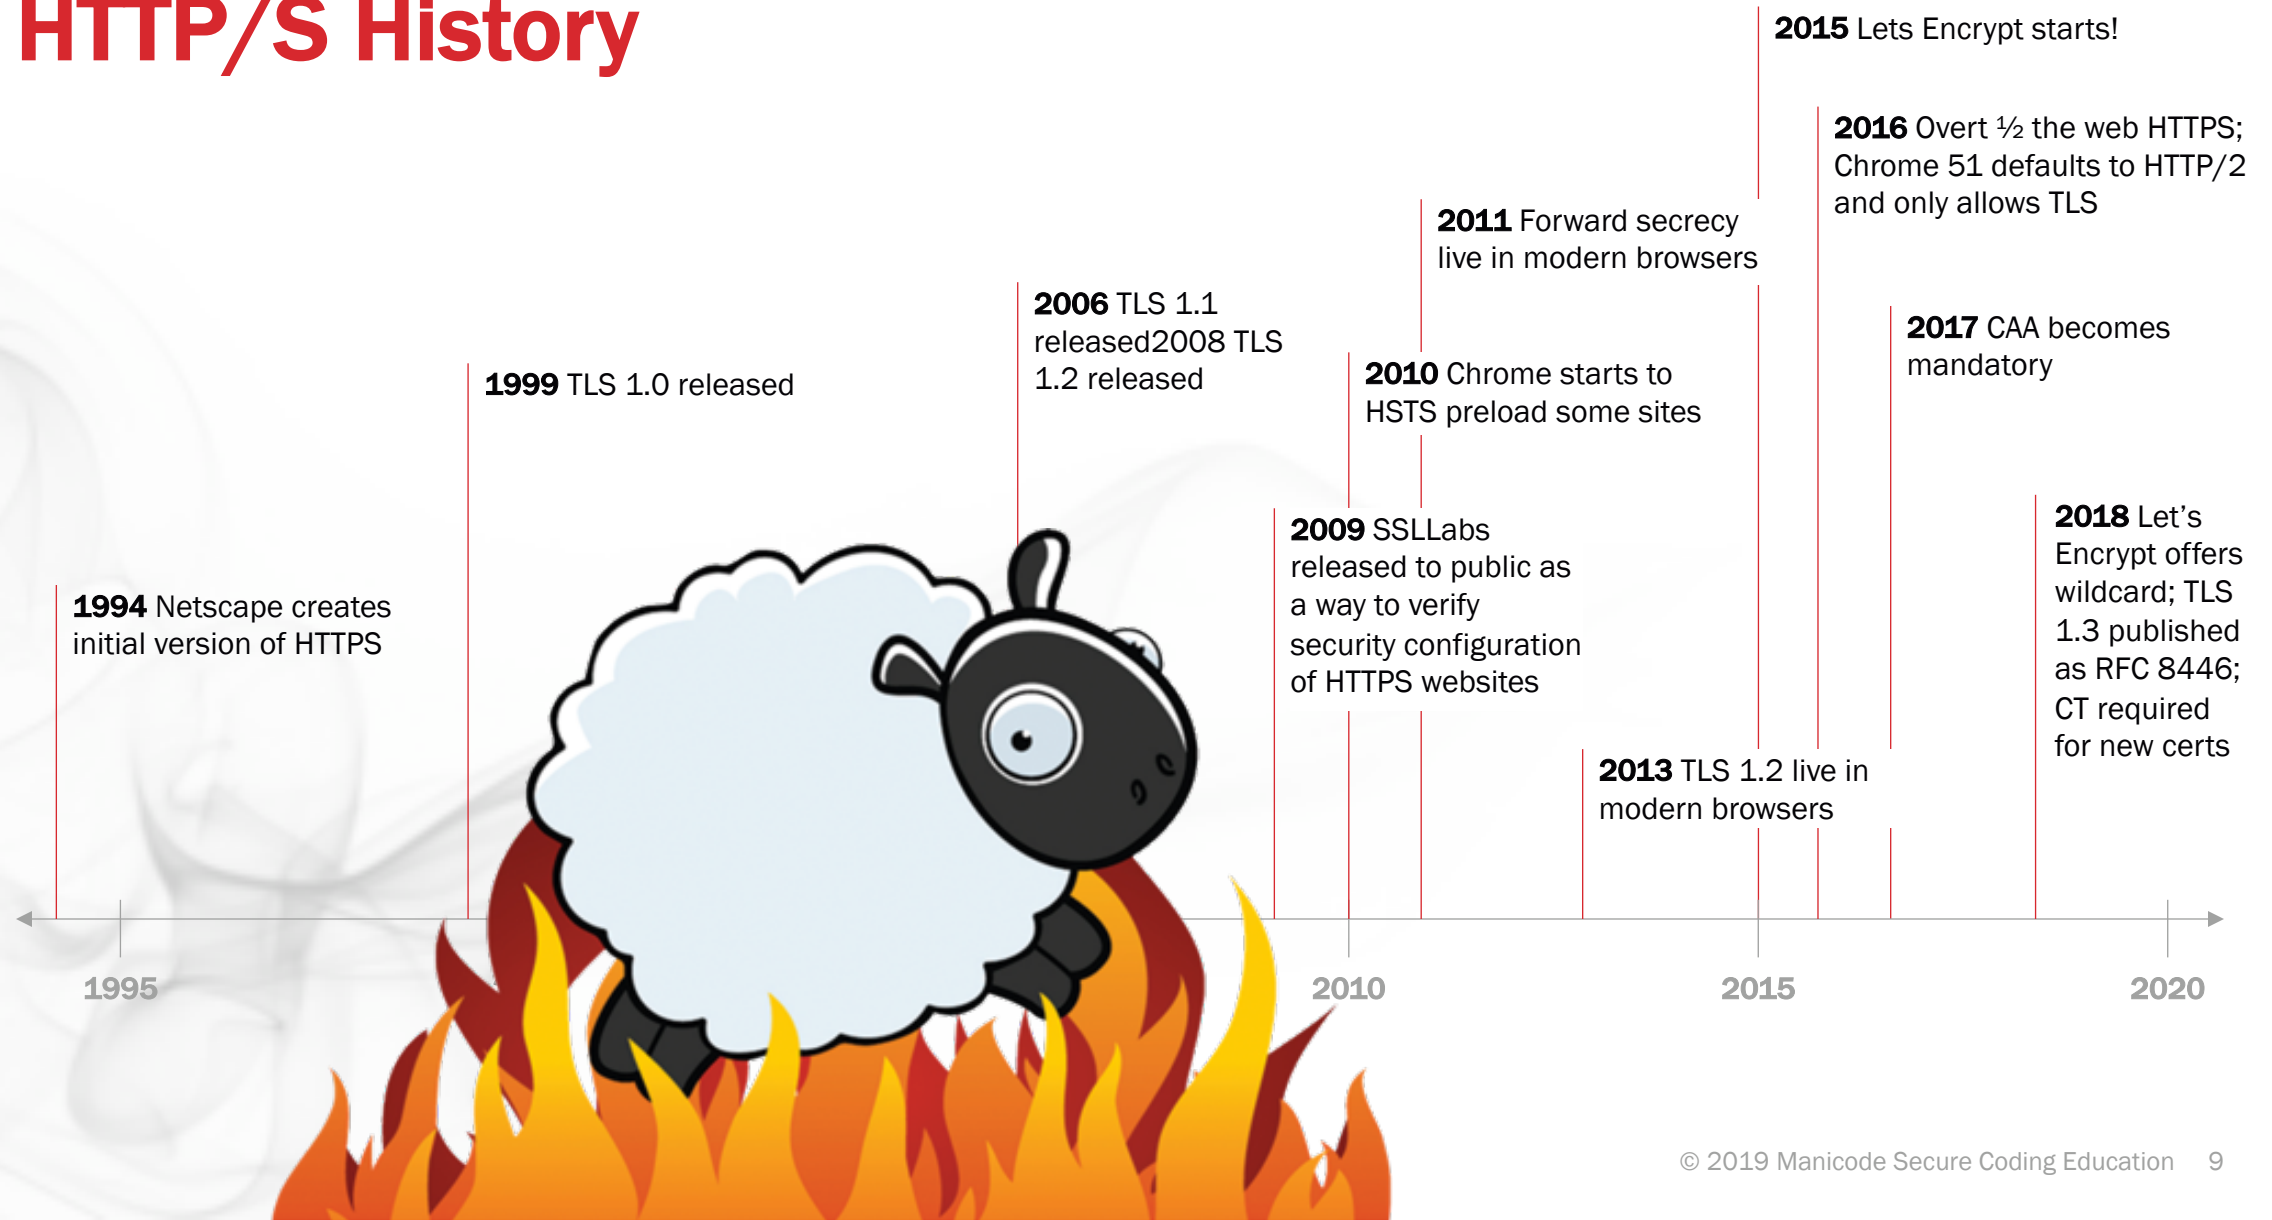 HTTP/S History
2015 Lets Encrypt starts!
2016 Overt ½ the web HTTPS;
Chrome 51 defaults to HTTP/2
and only allows TLS
2011 Forward secrecy
live in modern browsers
2006 TLS 1.1
released2008 TLS
1.2 released
2017 CAA becomes
mandatory
1999 TLS 1.0 released
2010 Chrome starts to
HSTS preload some sites
2009 SSLLabs
released to public as
a way to verify
security configuration
of HTTPS websites
2018 Let’s
Encrypt offers
wildcard; TLS
1.3 published
as RFC 8446;
CT required
for new certs
1994 Netscape creates
initial version of HTTPS
2013 TLS 1.2 live in
modern browsers
1995
2010
2015
2020
© 2019 Manicode Secure Coding Education 9